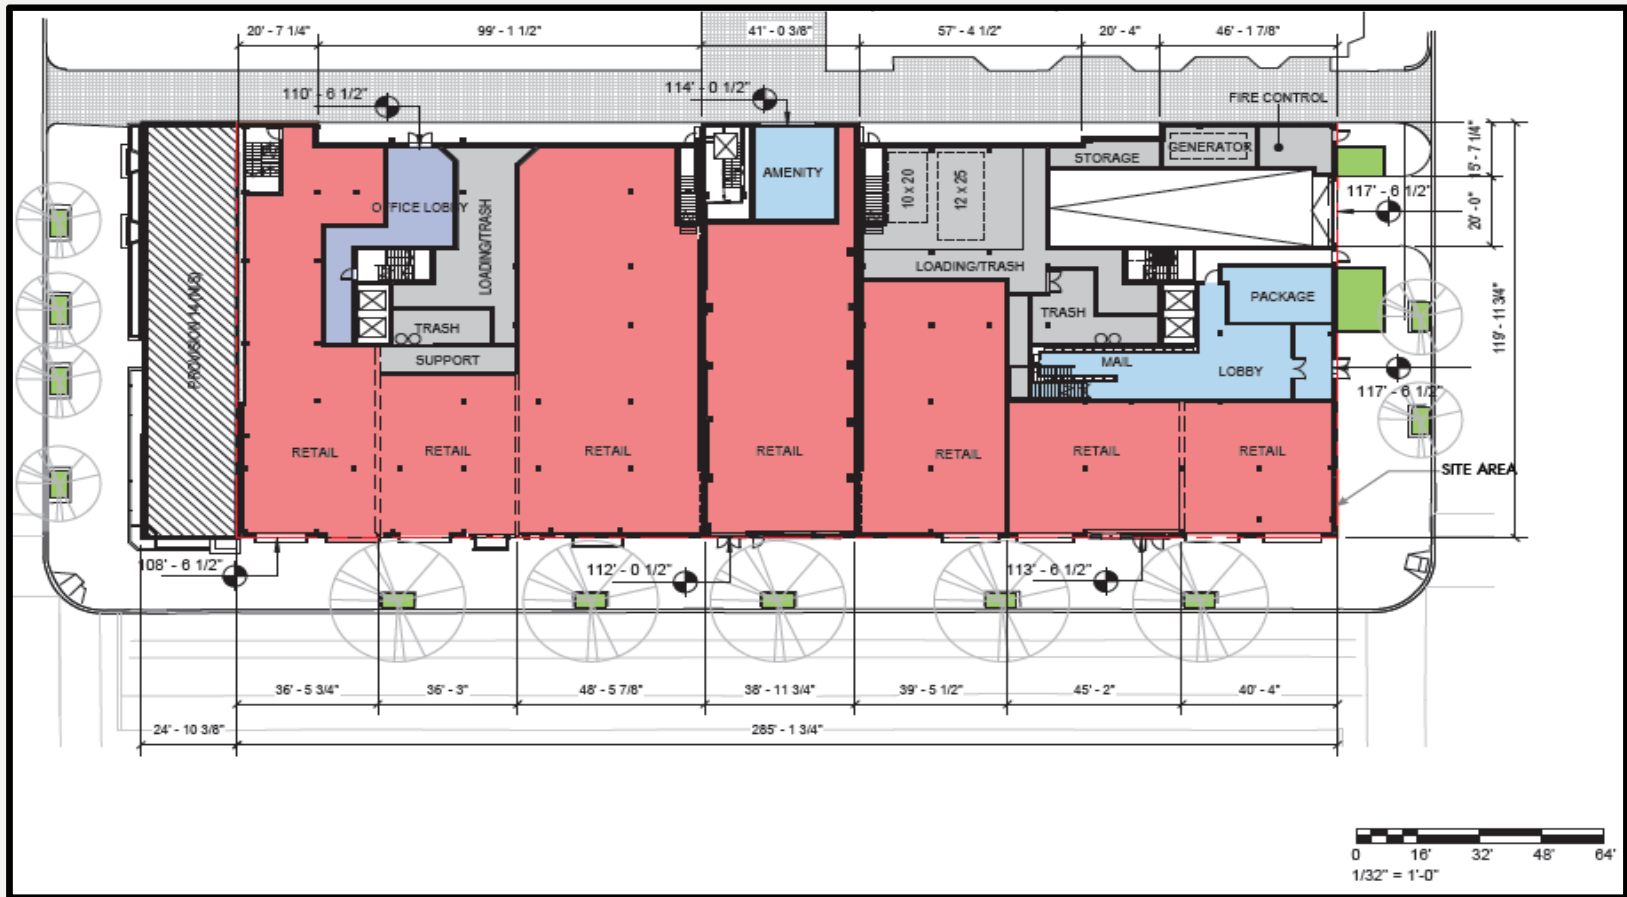 20' - 7 1/4"
99' - 1 1/2"
41' - 0 3/8"
57' - 4 1/2"
20' - 4"
46' - 1 7/8"
110' - 6 1/2"
114' - 0 1/2"
FIRE CONTROL
15' - 7 1/4"
GENERATOR
STORAGE
AMENITY
10 x 20
12 x 25
117' - 6 1/2"
20' - 0"
OFFICE LOBBY
LOADING/TRASH
LOADING/TRASH
PACKAGE
TRASH
TRASH
119' - 11 3/4"
SUPPORT
MAIL
LOBBY
117' - 6 1/2"
RETAIL
RETAIL
RETAIL
RETAIL
RETAIL
RETAIL
RETAIL
SITE AREA
108' - 6 1/2"
112' - 0 1/2"
113' - 6 1/2"
36' - 5 3/4"
36' - 3"
48' - 5 7/8"
38' - 11 3/4"
39' - 5 1/2"
45' - 2"
40' - 4"
24' - 10 3/8"
285' - 1 3/4"
0
16'
32'
48'
64'
1/32" = 1'-0"